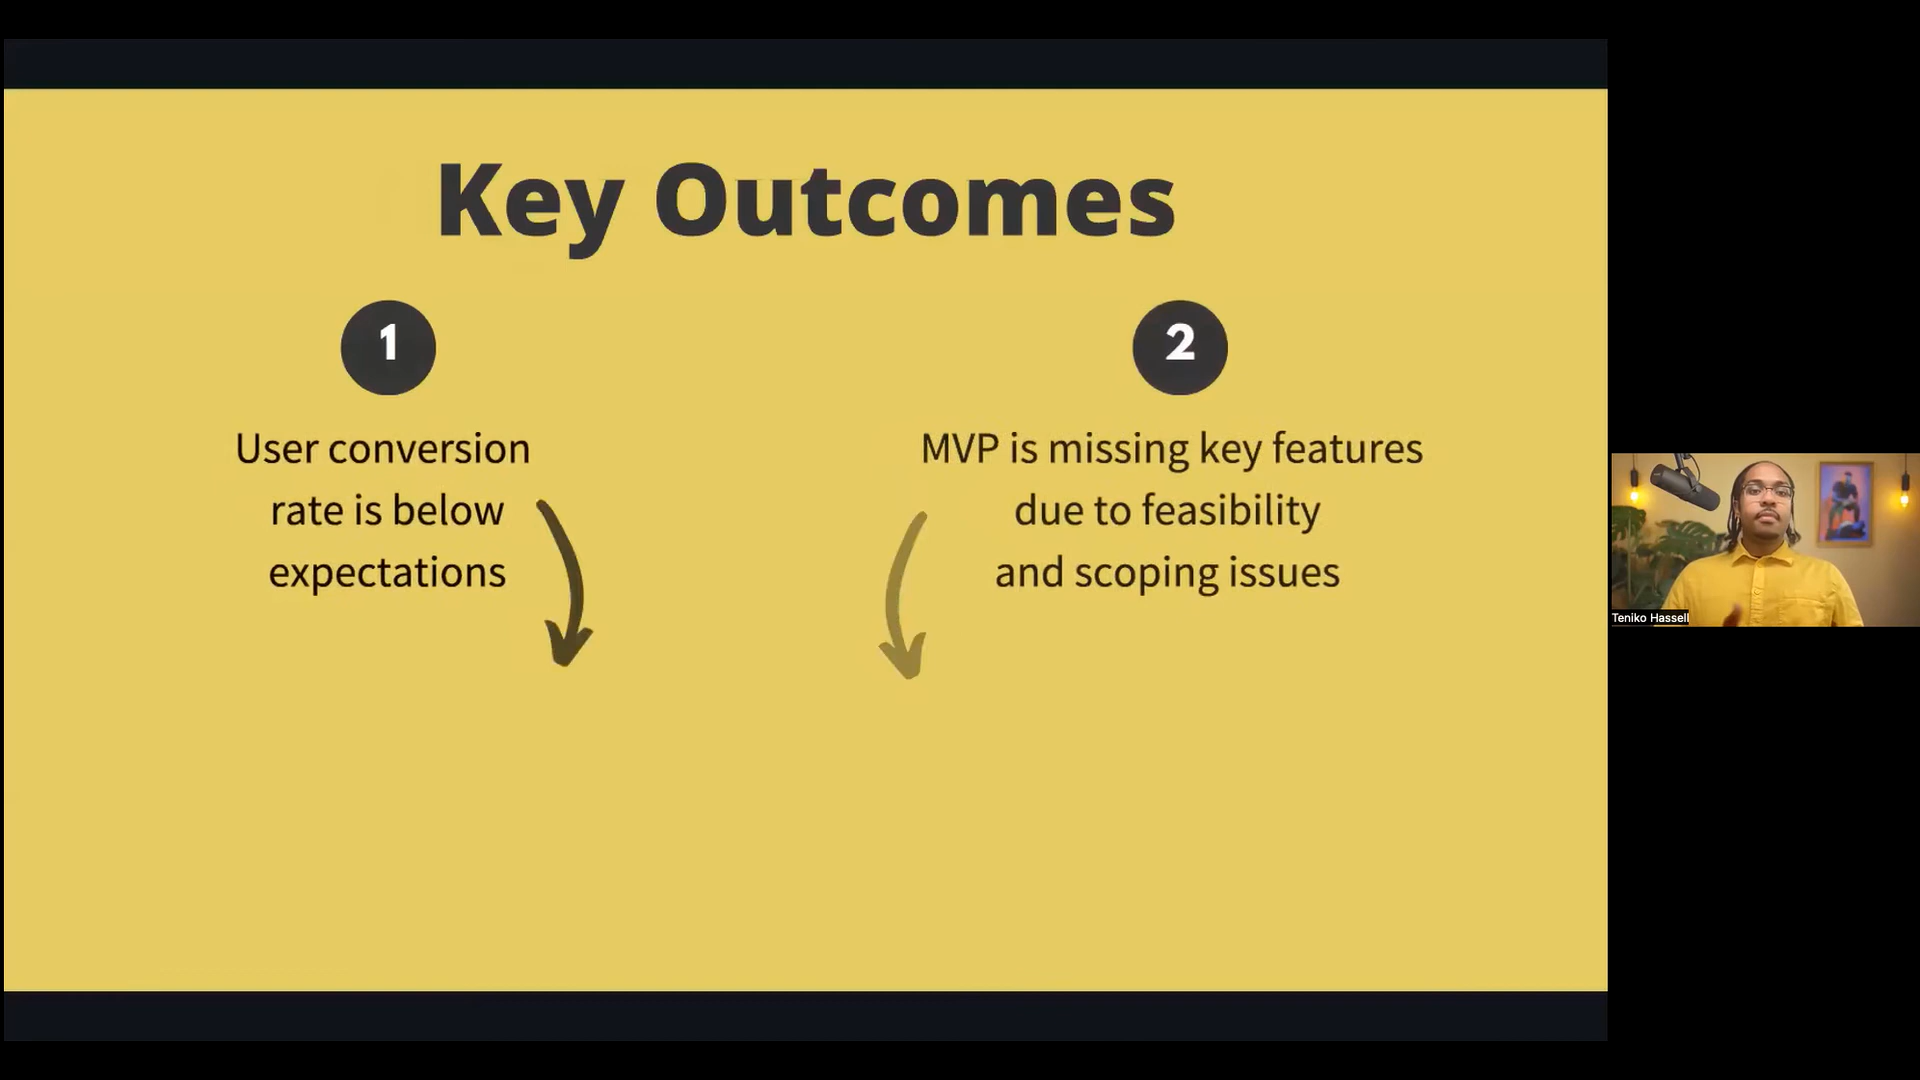 Key Outcomes
1
User conversion
rate is below
expectations
2
MVP is missing key features
due to feasibility
and scoping issues
Teniko Hassell